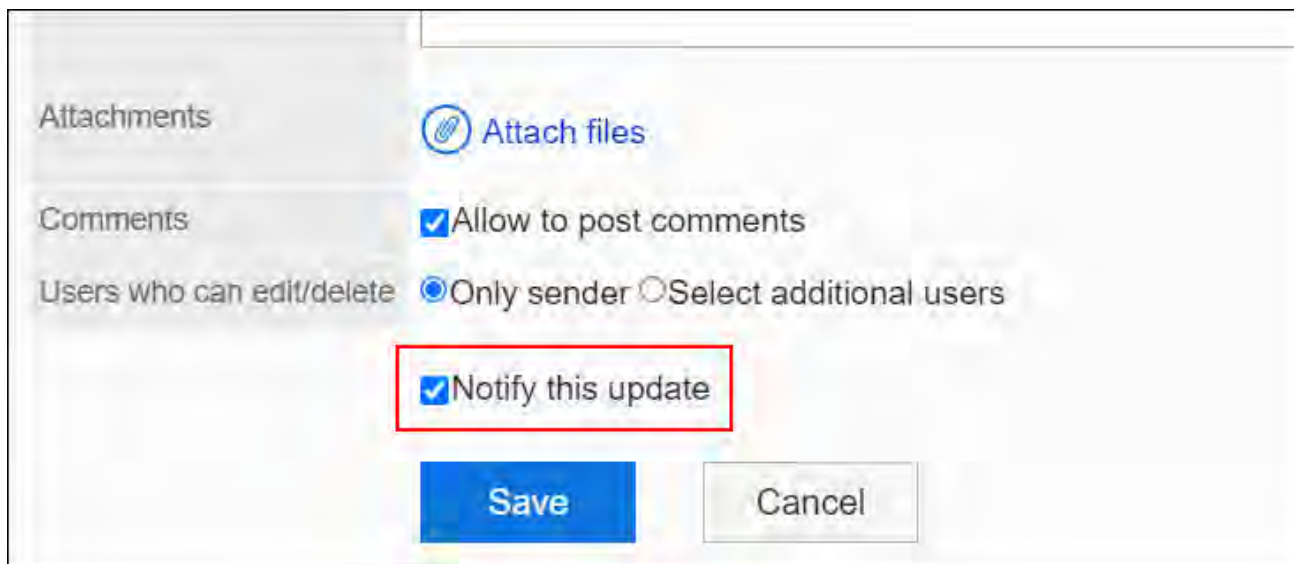 Attachments
Attach files
Comments
Allow to post comments
Users who can edit/delete
Only sender Select additional users
Notify this update
Save Cancel